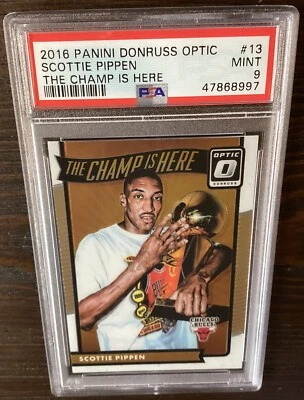 2016 PANINI DONRUSS OPTIC #13
SCOTTIE PIPPEN MINT
THE CHAMP IS HERE 9
PSA 47868997
THE CHAMP IS HERE
OPTIC
DONRUSS
CHICAGO
BULLS
SCOTTIE PIPPEN